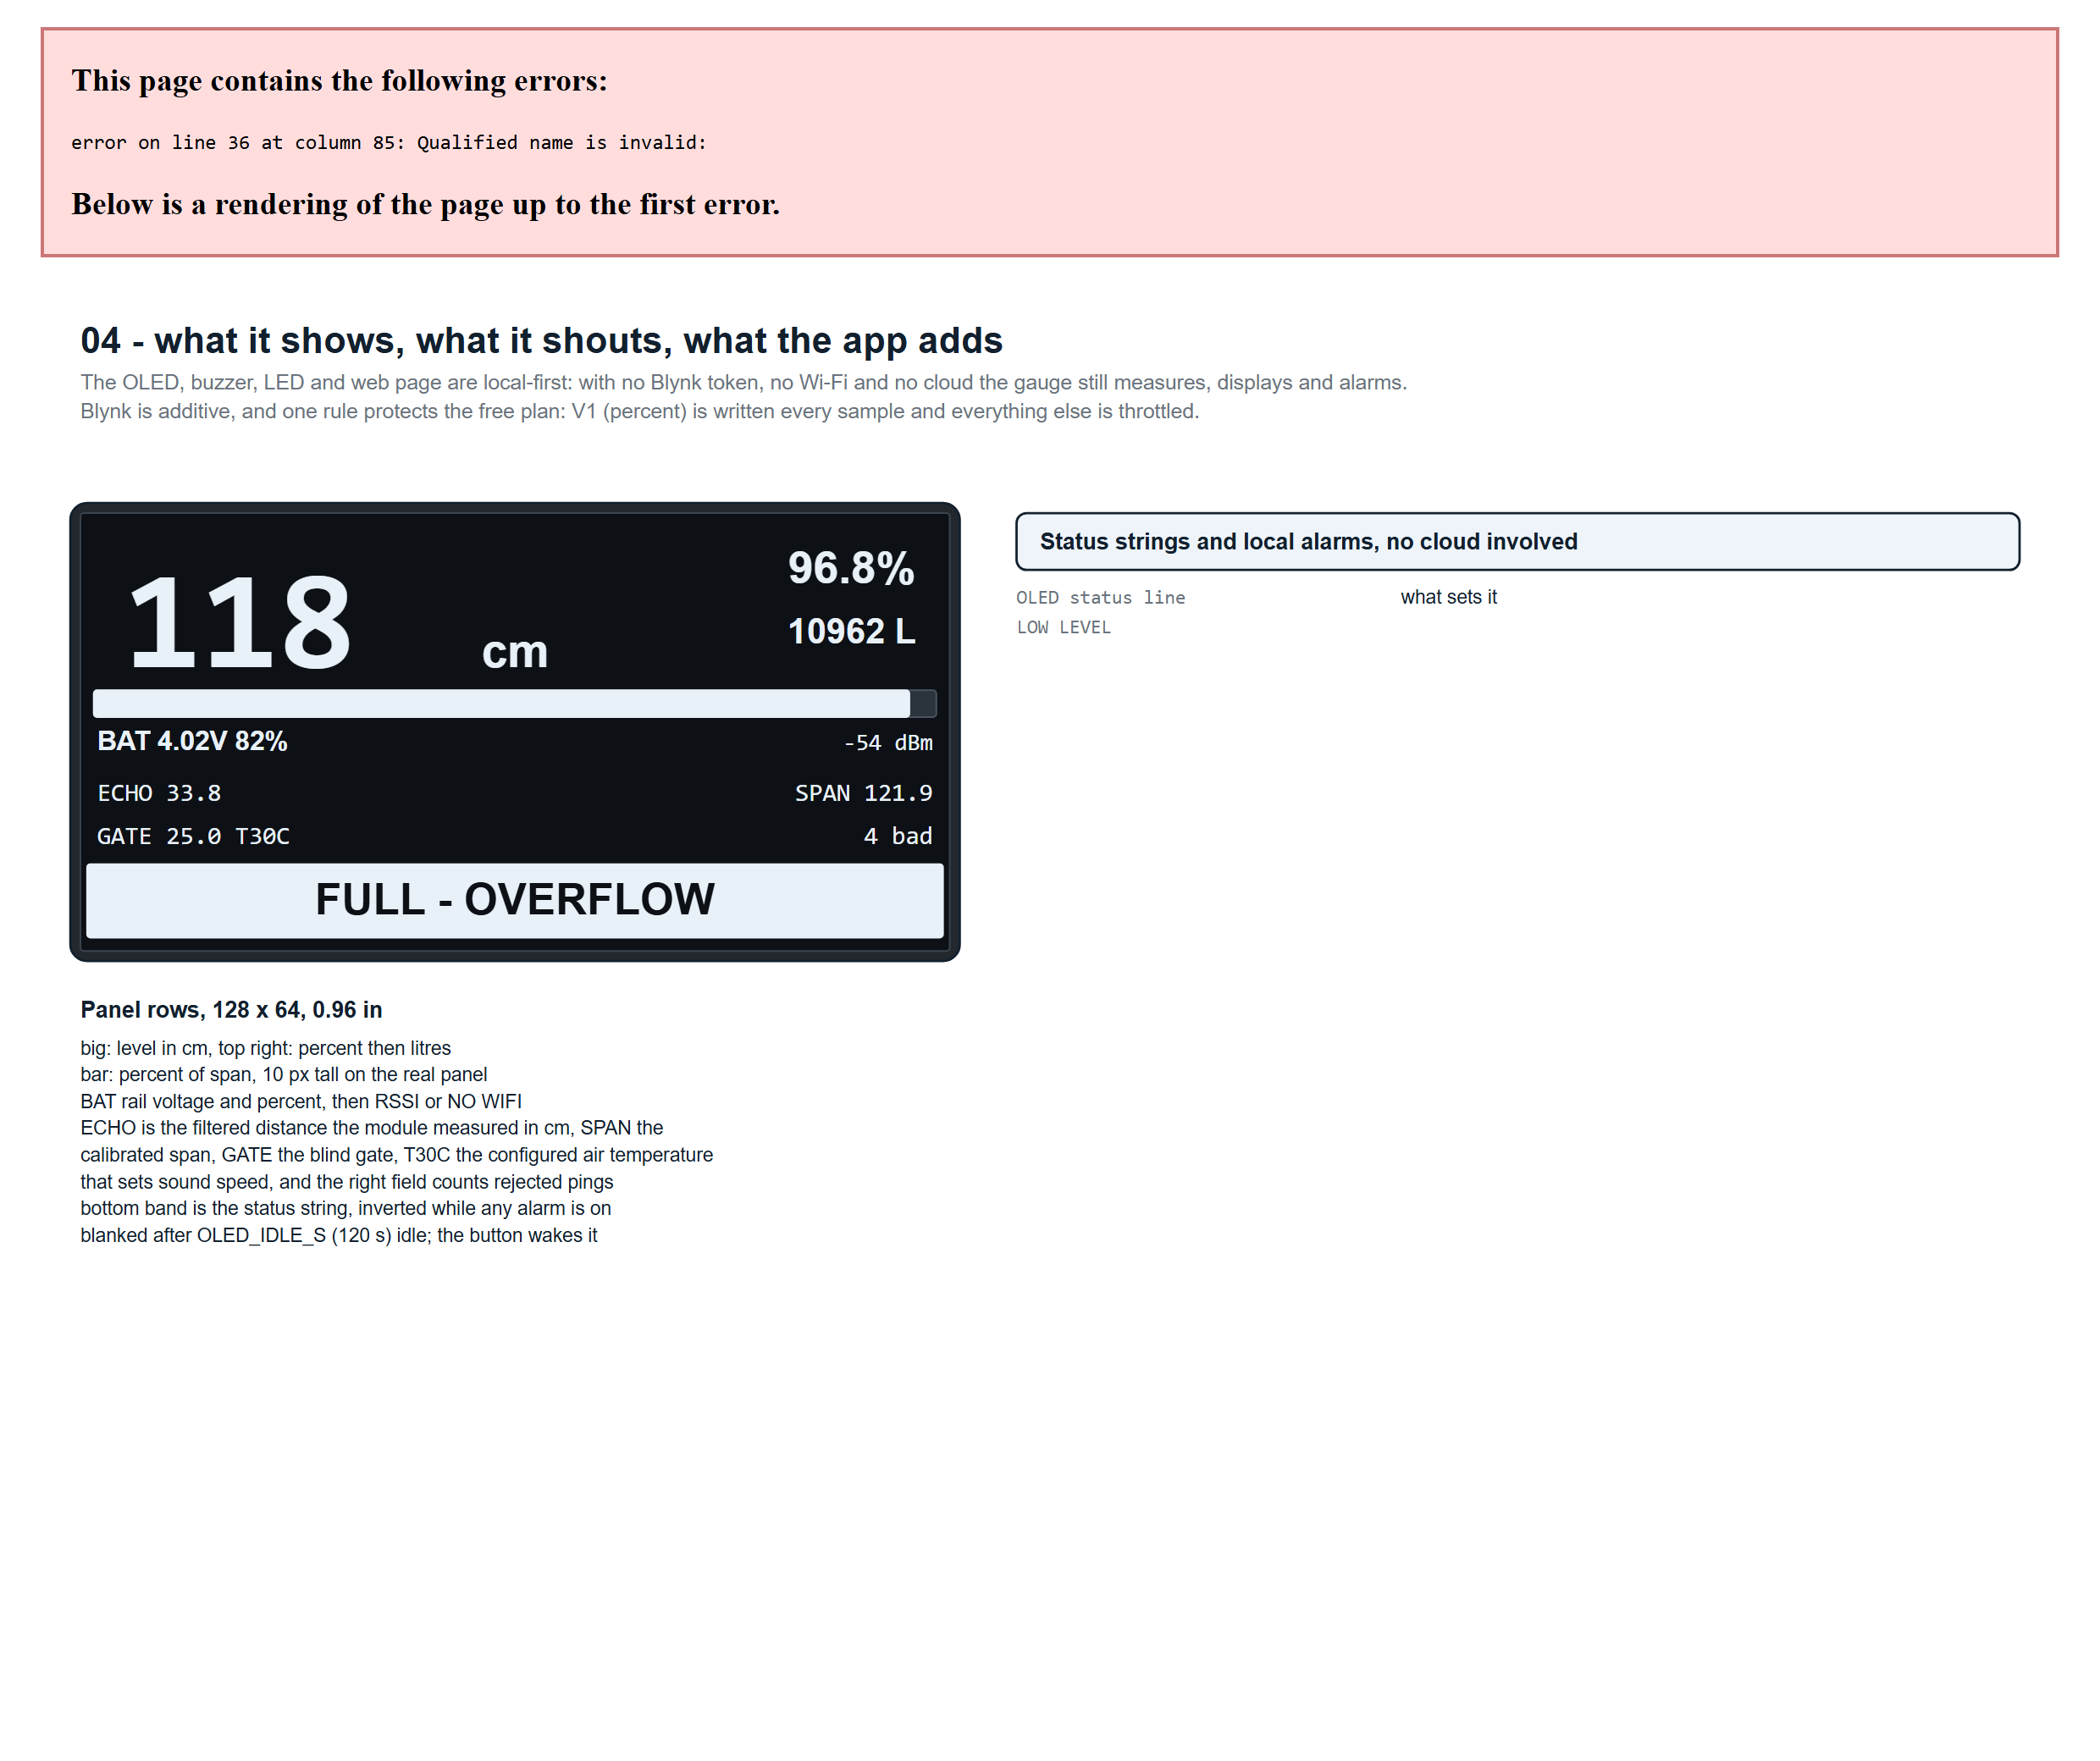 This page contains the following errors:
error on line 36 at column 85: Qualified name is invalid:
Below is a rendering of the page up to the first error.
04 - what it shows, what it shouts, what the app adds
The OLED, buzzer, LED and web page are local-first: with no Blynk token, no Wi-Fi and no cloud the gauge still measures, displays and alarms.
Blynk is additive, and one rule protects the free plan: V1 (percent) is written every sample and everything else is throttled.
118 cm
96.8%
10962 L
BAT 4.02V 82% -54 dBm
ECHO 33.8 SPAN 121.9
GATE 25.0 T30C 4 bad
FULL - OVERFLOW
Panel rows, 128 x 64, 0.96 in
big: level in cm, top right: percent then litres
bar: percent of span, 10 px tall on the real panel
BAT rail voltage and percent, then RSSI or NO WIFI
ECHO is the filtered distance the module measured in cm, SPAN the
calibrated span, GATE the blind gate, T30C the configured air temperature
that sets sound speed, and the right field counts rejected pings
bottom band is the status string, inverted while any alarm is on
blanked after OLED_IDLE_S (120 s) idle; the button wakes it
Status strings and local alarms, no cloud involved
OLED status line what sets it
LOW LEVEL